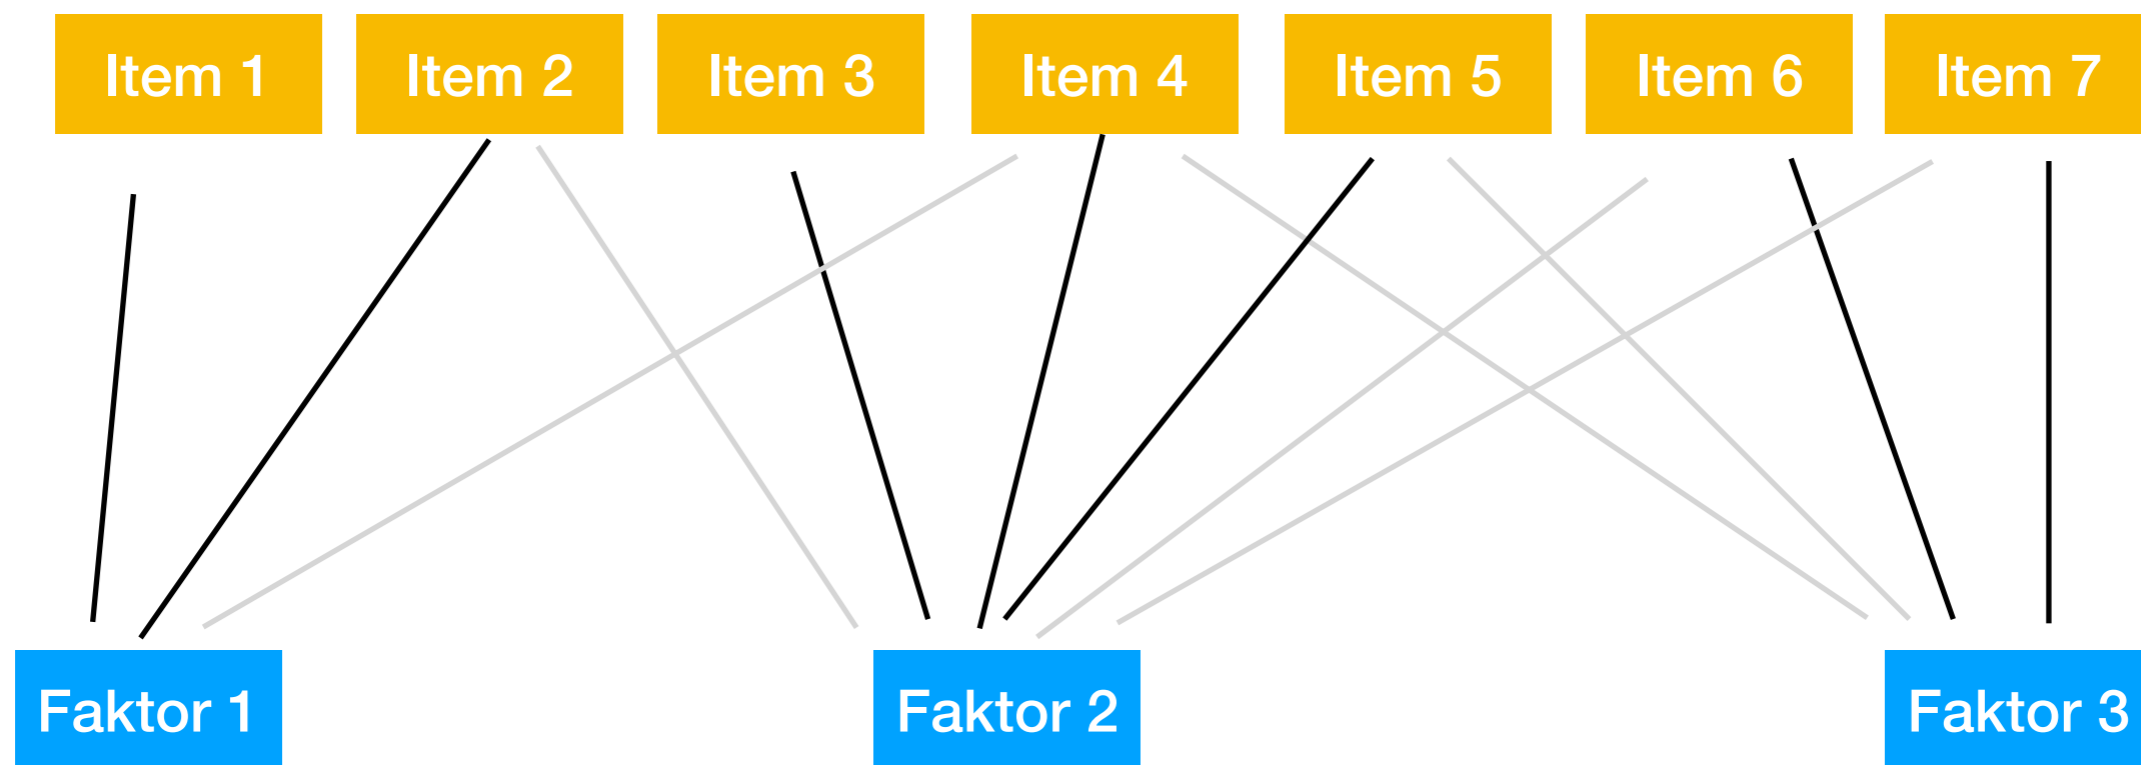 Item 1
Item 2
Item 3
Item 4
Item 5
Item 6
Item 7
Faktor 1
Faktor 2
Faktor 3